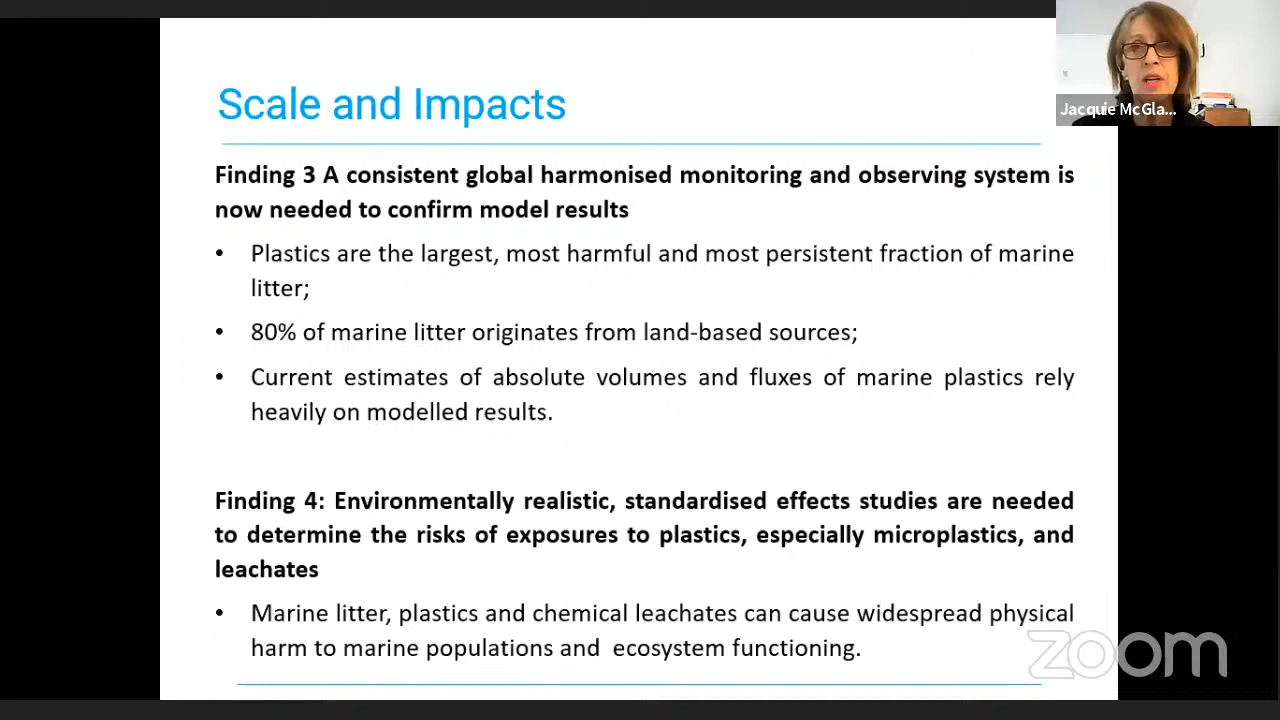 Scale and Impacts
Jacquie McGla...
Finding 3 A consistent global harmonised monitoring and observing system is
now needed to confirm model results
• Plastics are the largest, most harmful and most persistent fraction of marine
litter;
• 80% of marine litter originates from land-based sources;
• Current estimates of absolute volumes and fluxes of marine plastics rely
heavily on modelled results.
Finding 4: Environmentally realistic, standardised effects studies are needed
to determine the risks of exposures to plastics, especially microplastics, and
leachates
• Marine litter, plastics and chemical leachates can cause widespread physical
harm to marine populations and ecosystem functioning.
zoom